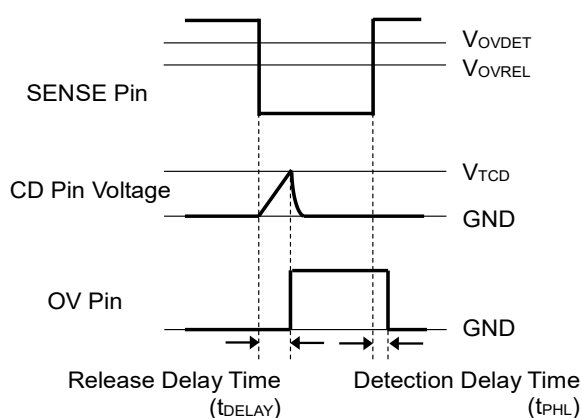 VOVDET
VOVREL
SENSE Pin
VTCD
CD Pin Voltage
GND
OV Pin
GND
Release Delay Time
(tDELAY)
Detection Delay Time
(tPHL)